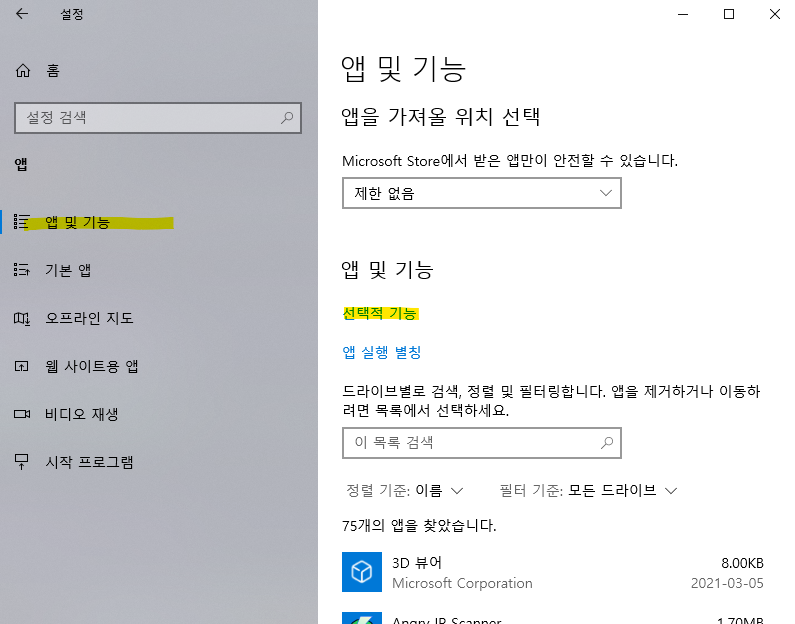 설정
홈
설정 검색
앱
앱 및 기능
기본 앱
오프라인 지도
웹 사이트용 앱
비디오 재생
시작 프로그램
앱 및 기능
앱을 가져올 위치 선택
Microsoft Store에서 받은 앱만이 안전할 수 있습니다.
제한 없음
앱 및 기능
선택적 기능
앱 실행 별칭
드라이브별로 검색, 정렬 및 필터링합니다. 앱을 제거하거나 이동하
려면 목록에서 선택하세요.
이 목록 검색
정렬 기준: 이름 필터 기준: 모든 드라이브
75개의 앱을 찾았습니다.
3D 뷰어 8.00KB
Microsoft Corporation 2021-03-05
Angry IP Scanner 1.70MB